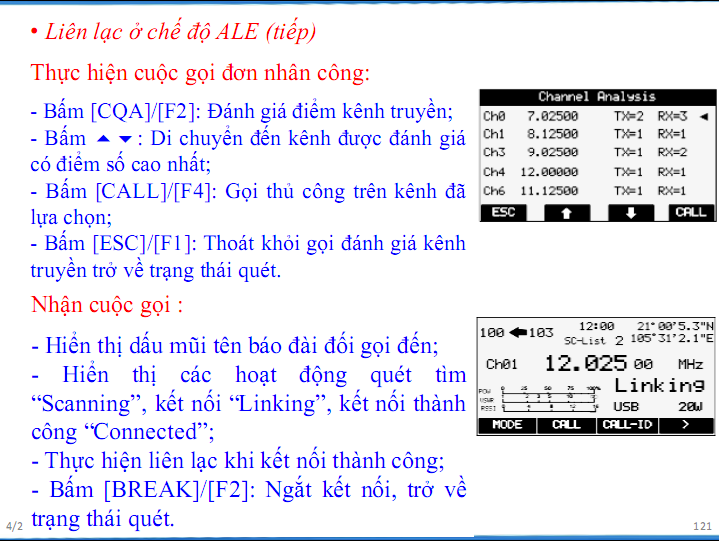 • Liên lạc ở chế độ ALE (tiếp)
Thực hiện cuộc gọi đơn nhân công:
- Bấm [CQA]/[F2]: Đánh giá điểm kênh truyền;
- Bấm ▲▼: Di chuyển đến kênh được đánh giá
có điểm số cao nhất;
- Bấm [CALL]/[F4]: Gọi thủ công trên kênh đã
lựa chọn;
- Bấm [ESC]/[F1]: Thoát khỏi gọi đánh giá kênh
truyền trở về trạng thái quét.
Channel Analysis
Ch0 7.02500 TX=2 RX=3 ◄
Ch1 8.12500 TX=1 RX=1
Ch3 9.02500 TX=1 RX=2
Ch4 12.00000 TX=1 RX=1
Ch6 11.12500 TX=1 RX=1
ESC ⬆ ⬇ CALL
Nhận cuộc gọi :
- Hiển thị dấu mũi tên báo đài đối gọi đến;
- Hiển thị các hoạt động quét tìm
“Scanning”, kết nối “Linking”, kết nối thành
công “Connected”;
- Thực hiện liên lạc khi kết nối thành công;
- Bấm [BREAK]/[F2]: Ngắt kết nối, trở về
trạng thái quét.
100 ⬅ 103 12:00 21°00'5.3"N
SC-List 2 105°31'2.1"E
Ch01 12.025 00 MHz
POW 0 25 50 75 100%
Linking
VSWR
RSSI
USB 20W
MODE CALL CALL-ID >
4/2
121